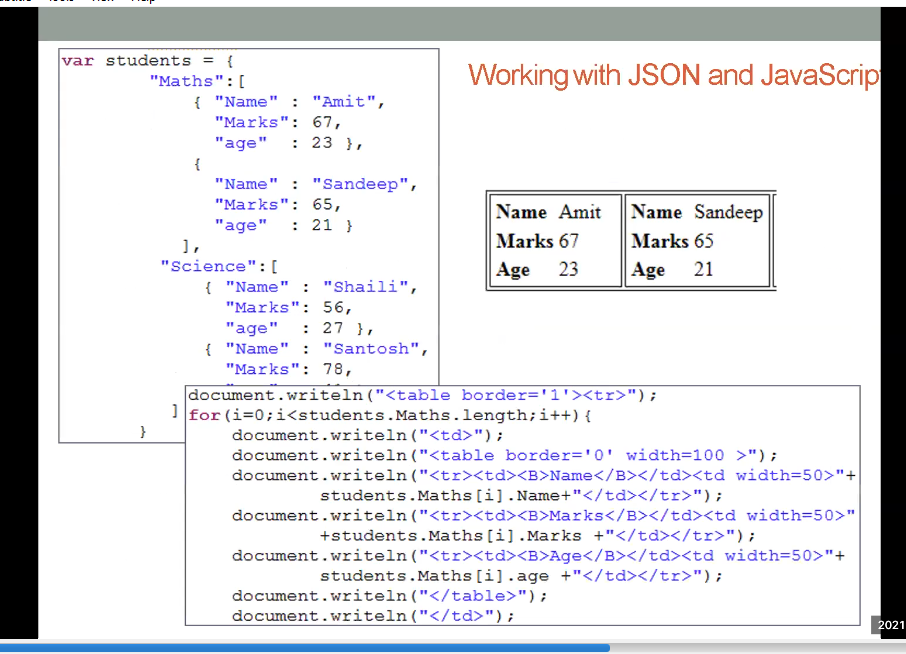 var students = {
"Maths":[
{ "Name" : "Amit",
"Marks": 67,
"age" : 23 },
{
"Name" : "Sandeep",
"Marks": 65,
"age" : 21 }
],
"Science":[
{ "Name" : "Shaili",
"Marks": 56,
"age" : 27 },
{ "Name" : "Santosh",
"Marks": 78,
]
}
Working with JSON and JavaScrip
Name Amit Name Sandeep
Marks 67 Marks 65
Age 23 Age 21
document.writeln("<table border='1'><tr>");
for(i=0;i<students.Maths.length;i++){
document.writeln("<td>");
document.writeln("<table border='0' width=100 >");
document.writeln("<tr><td><B>Name</B></td><td width=50>"+
students.Maths[i].Name+"</td></tr>");
document.writeln("<tr><td><B>Marks</B></td><td width=50>"
+students.Maths[i].Marks +"</td></tr>");
document.writeln("<tr><td><B>Age</B></td><td width=50>"+
students.Maths[i].age +"</td></tr>");
document.writeln("</table>");
document.writeln("</td>");
2021